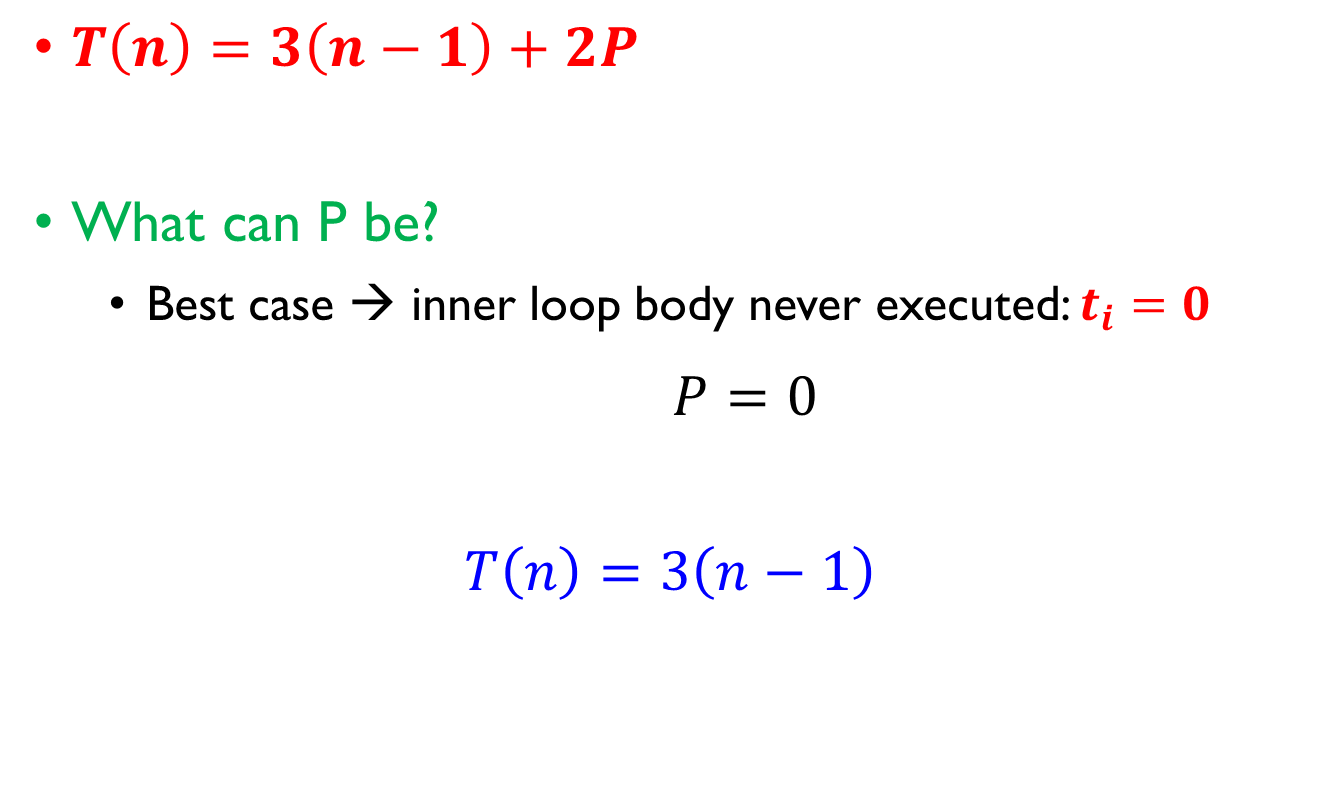 • T(n) = 3(n − 1) + 2P
• What can P be?
• Best case → inner loop body never executed: tᵢ = 0
P = 0
T(n) = 3(n − 1)